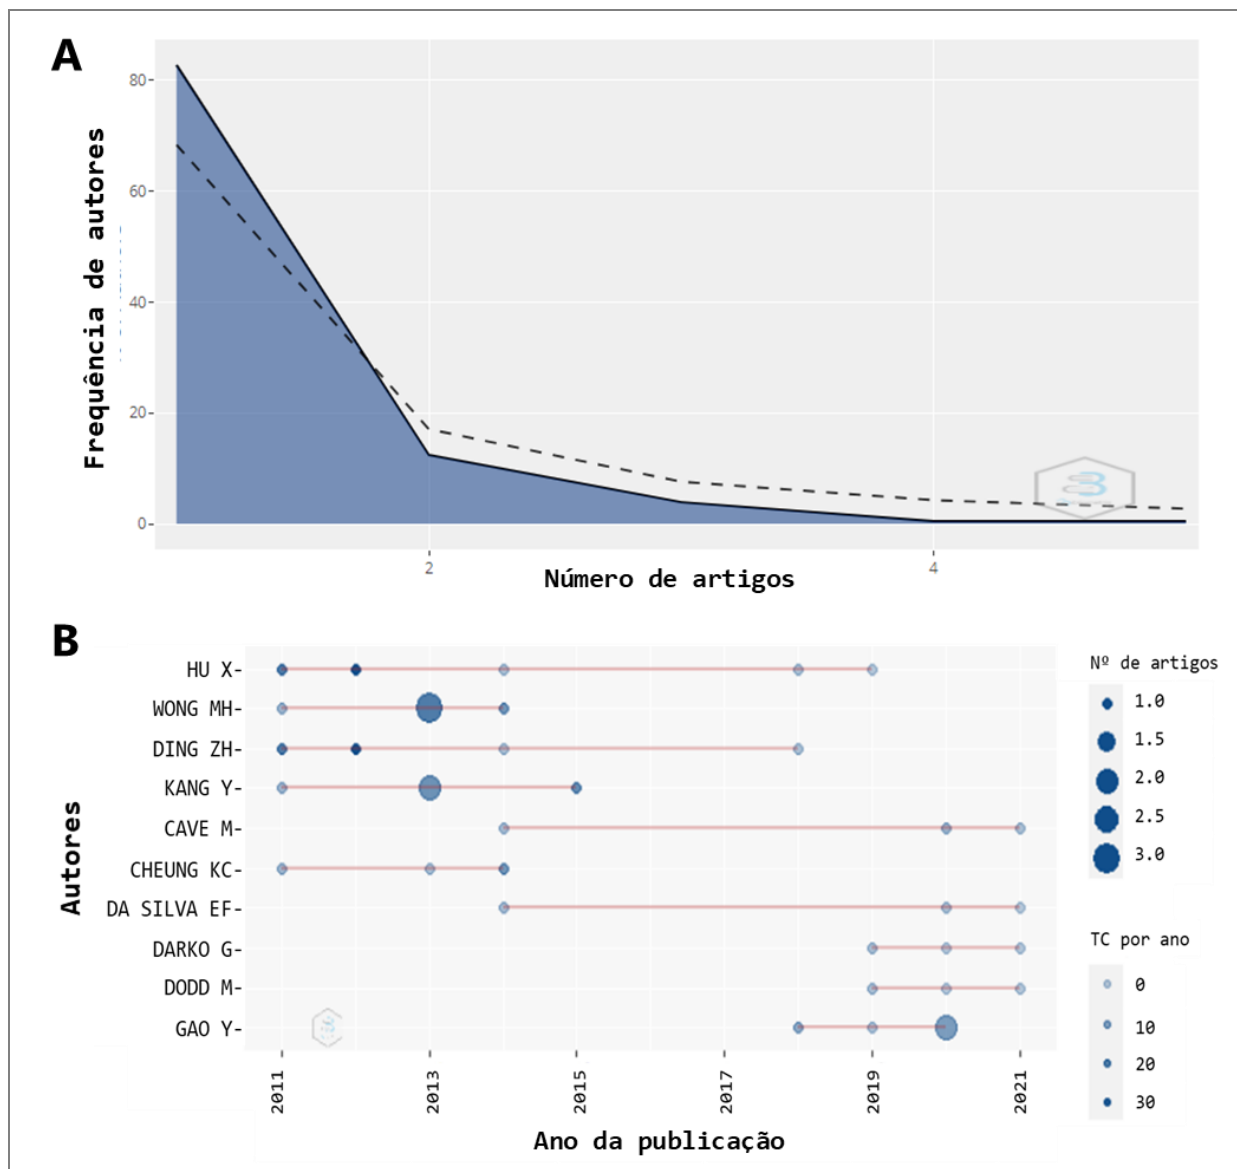 A
Frequência de autores
80
60
40
20
0
2
4
Número de artigos
B
Autores
HU X
WONG MH
DING ZH
KANG Y
CAVE M
CHEUNG KC
DA SILVA EF
DARKO G
DODD M
GAO Y
2011
2013
2015
2017
2019
2021
Ano da publicação
Nº de artigos
1.0
1.5
2.0
2.5
3.0
TC por ano
0
10
20
30